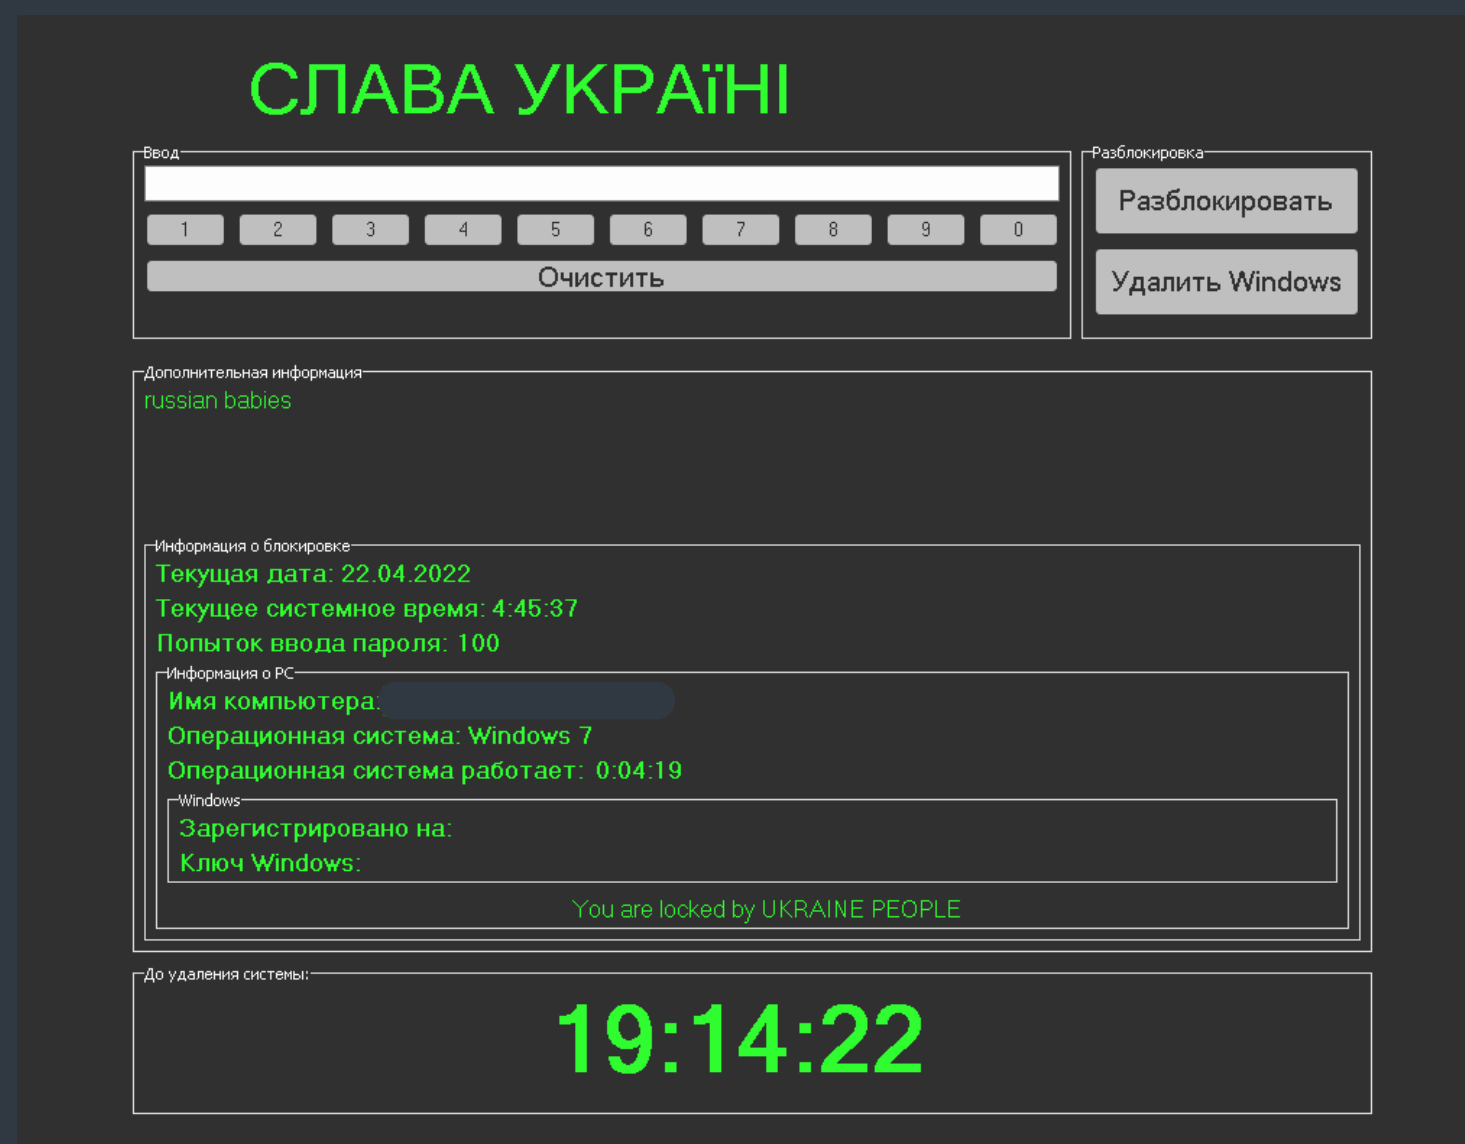 СЛАВА УКРАїНІ
Ввод
Разблокировка
Разблокировать
1 2 3 4 5 6 7 8 9 0
Очистить
Удалить Windows
Дополнительная информация
russian babies
Информация о блокировке
Текущая дата: 22.04.2022
Текущее системное время: 4:45:37
Попыток ввода пароля: 100
Информация о PC
Имя компьютера:
Операционная система: Windows 7
Операционная система работает: 0:04:19
Windows
Зарегистрировано на:
Ключ Windows:
You are locked by UKRAINE PEOPLE
До удаления системы:
19:14:22